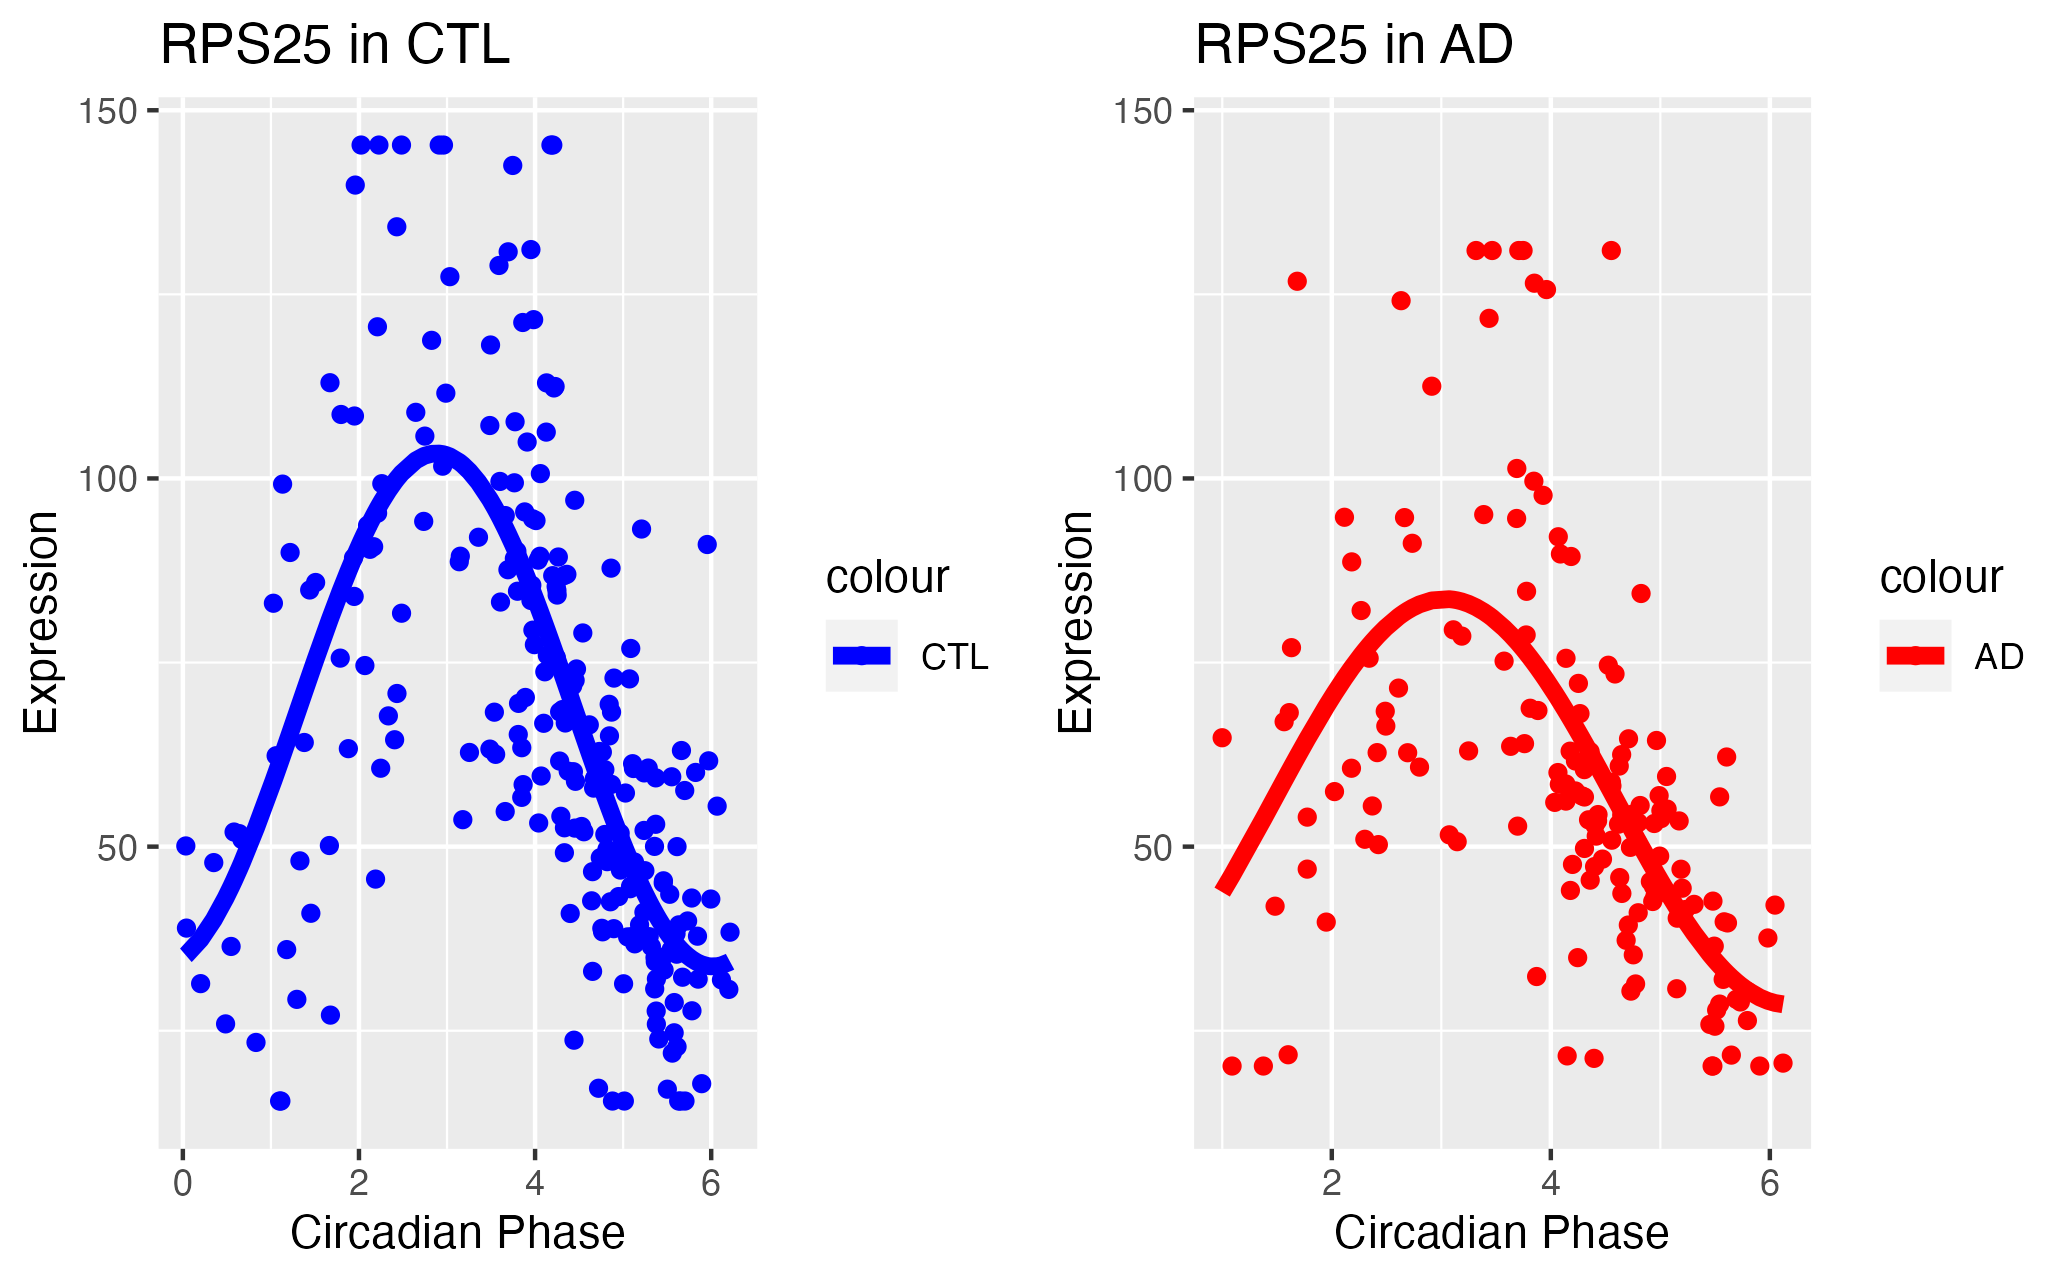 RPS25 in CTL
150
100
50
Expression
0 2 4 6
Circadian Phase
colour
CTL
RPS25 in AD
150
100
50
Expression
2 4 6
Circadian Phase
colour
AD